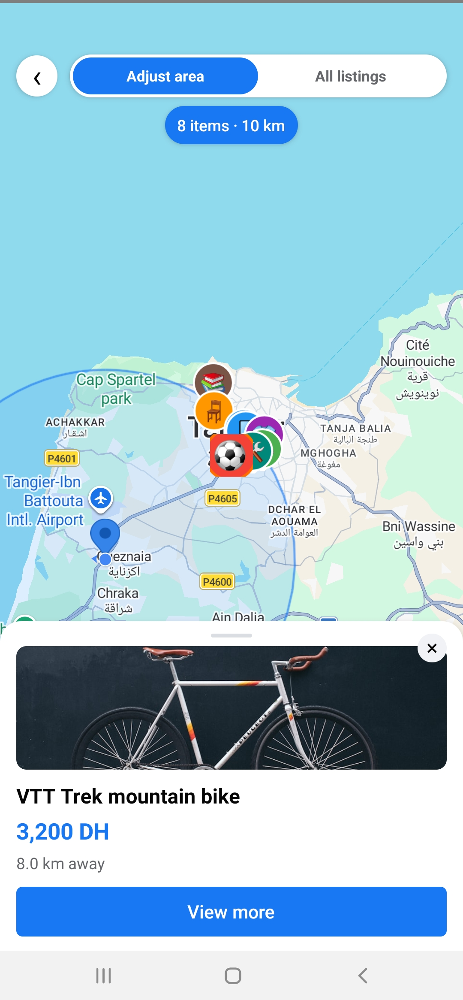 Adjust area
All listings
8 items · 10 km
Cité
Nouinouiche
قرية
نوينويش
Cap Spartel
park
ACHAKKAR
اشقار
TANJA BALIA
طنجة البالية
MGHOGHA
مغوغة
P4601
Tangier-Ibn
Battouta
Intl. Airport
P4605
DCHAR EL
AOUAMA
العوامة الدشر
Bni Wassine
بني واسين
اكزناية
P4600
Chraka
شراقة
Ain Dalia
PEUGEOT
VTT Trek mountain bike
3,200 DH
8.0 km away
View more